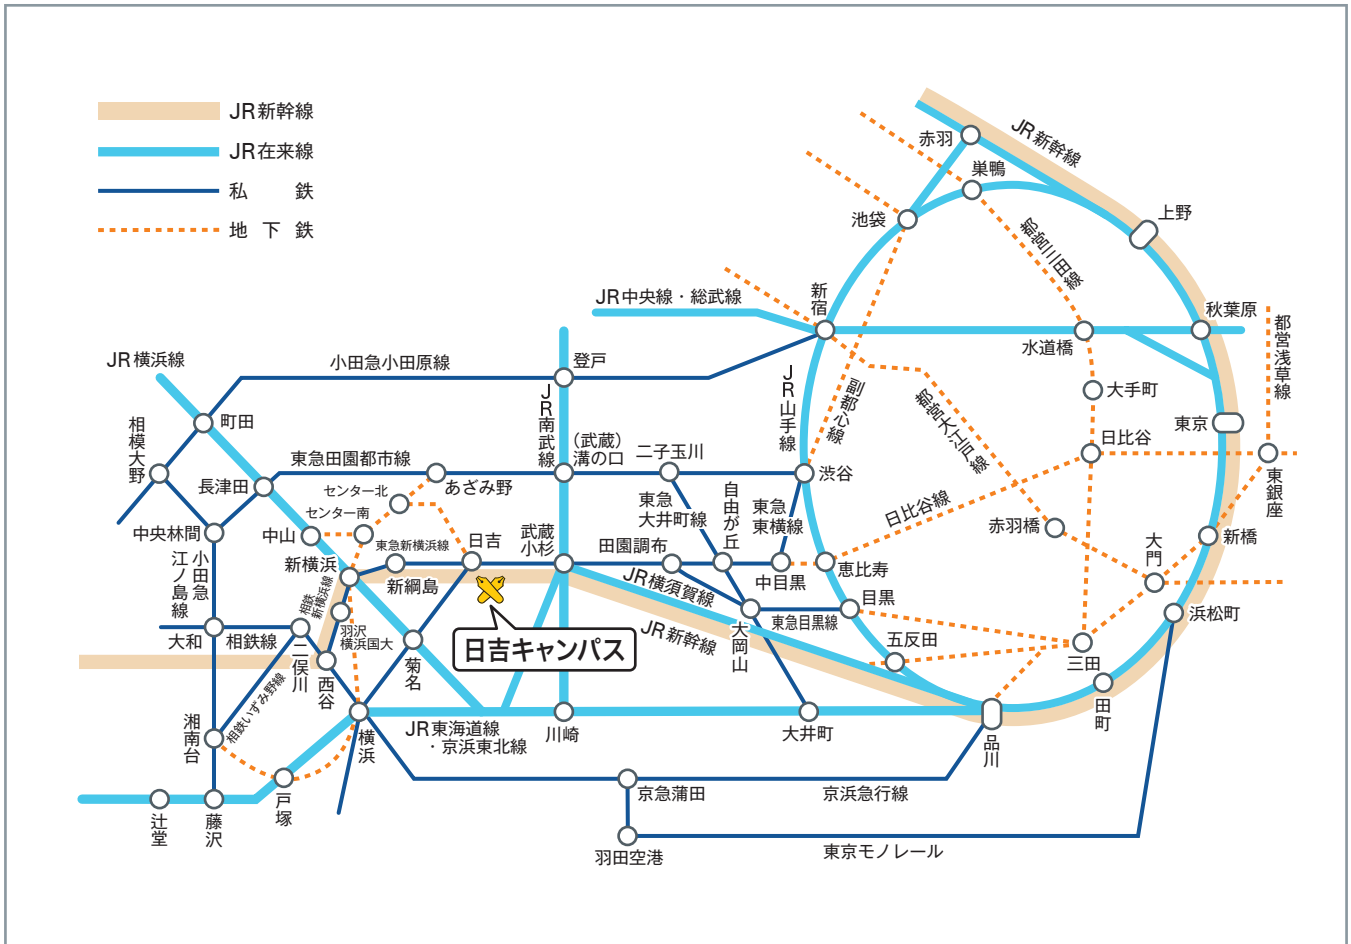 JR新幹線
JR在来線
私　鉄
地下鉄
赤羽
JR新幹線
巣鴨
池袋
上野
都営三田線
新宿
JR中央線・総武線
秋葉原
水道橋
都営浅草線
JR横浜線
小田急小田原線
登戸
JR南武線
JR山手線
副都心線
都営大江戸線
大手町
町田
相模大野
東京
日比谷
東銀座
東急田園都市線
（武蔵）
溝の口
二子玉川
渋谷
長津田
センター北
あざみ野
センター南
東急
大井町線
自由が丘
東急
東横線
日比谷線
赤羽橋
新橋
大門
中央林間
中山
東急新横浜線
日吉
武蔵
小杉
田園調布
中目黒
恵比寿
新横浜
新綱島
小田急
江ノ島線
相鉄
新横浜線
JR横須賀線
目黒
浜松町
羽沢
横浜国大
日吉キャンパス
JR新幹線
大岡山
東急目黒線
五反田
三田
大和
相鉄線
二俣川
西谷
菊名
田町
相鉄いずみ野線
湘南台
横浜
JR東海道線
・京浜東北線
川崎
大井町
品川
戸塚
辻堂
藤沢
京急蒲田
京浜急行線
羽田空港
東京モノレール